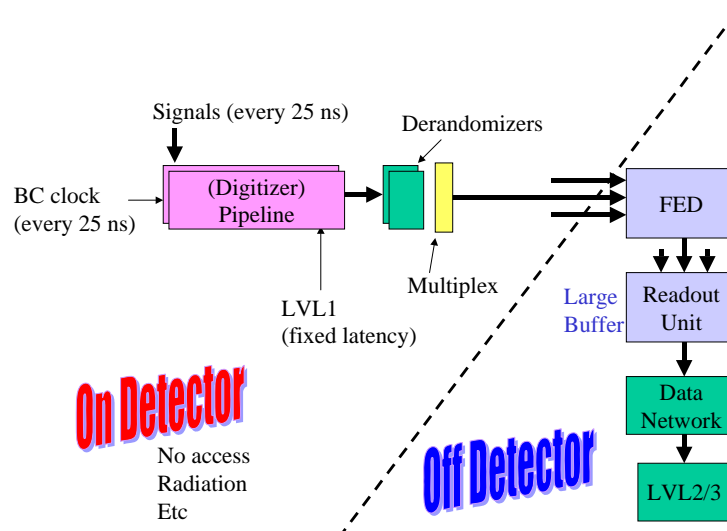 Signals (every 25 ns)
Derandomizers
BC clock
(every 25 ns)
(Digitizer)
Pipeline
FED
Multiplex
LVL1
(fixed latency)
Large
Buffer
Readout
Unit
On Detector
No access
Radiation
Etc
Off Detector
Data
Network
LVL2/3